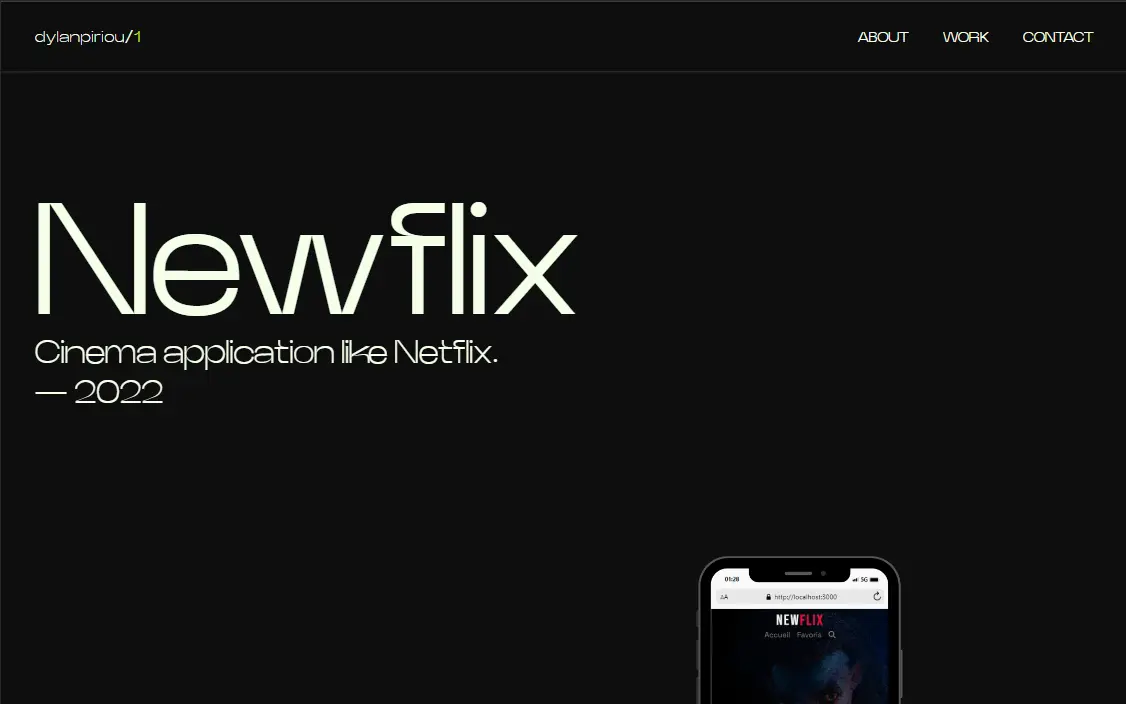 dylanpiriou/1
ABOUT WORK CONTACT
Newflix
Cinema application like Netflix.
— 2022
01:28 5G
AA http://localhost:3000
NEWFLIX
Accueil Favoris